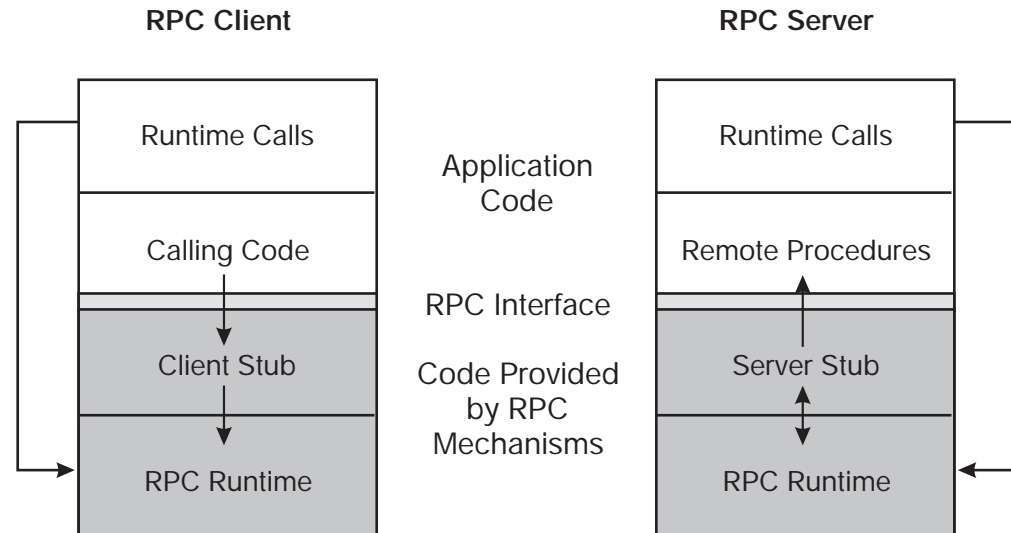 RPC Client
RPC Server
Runtime Calls
Runtime Calls
Application
Code
Calling Code
Remote Procedures
RPC Interface
Client Stub
Server Stub
Code Provided
by RPC
Mechanisms
RPC Runtime
RPC Runtime